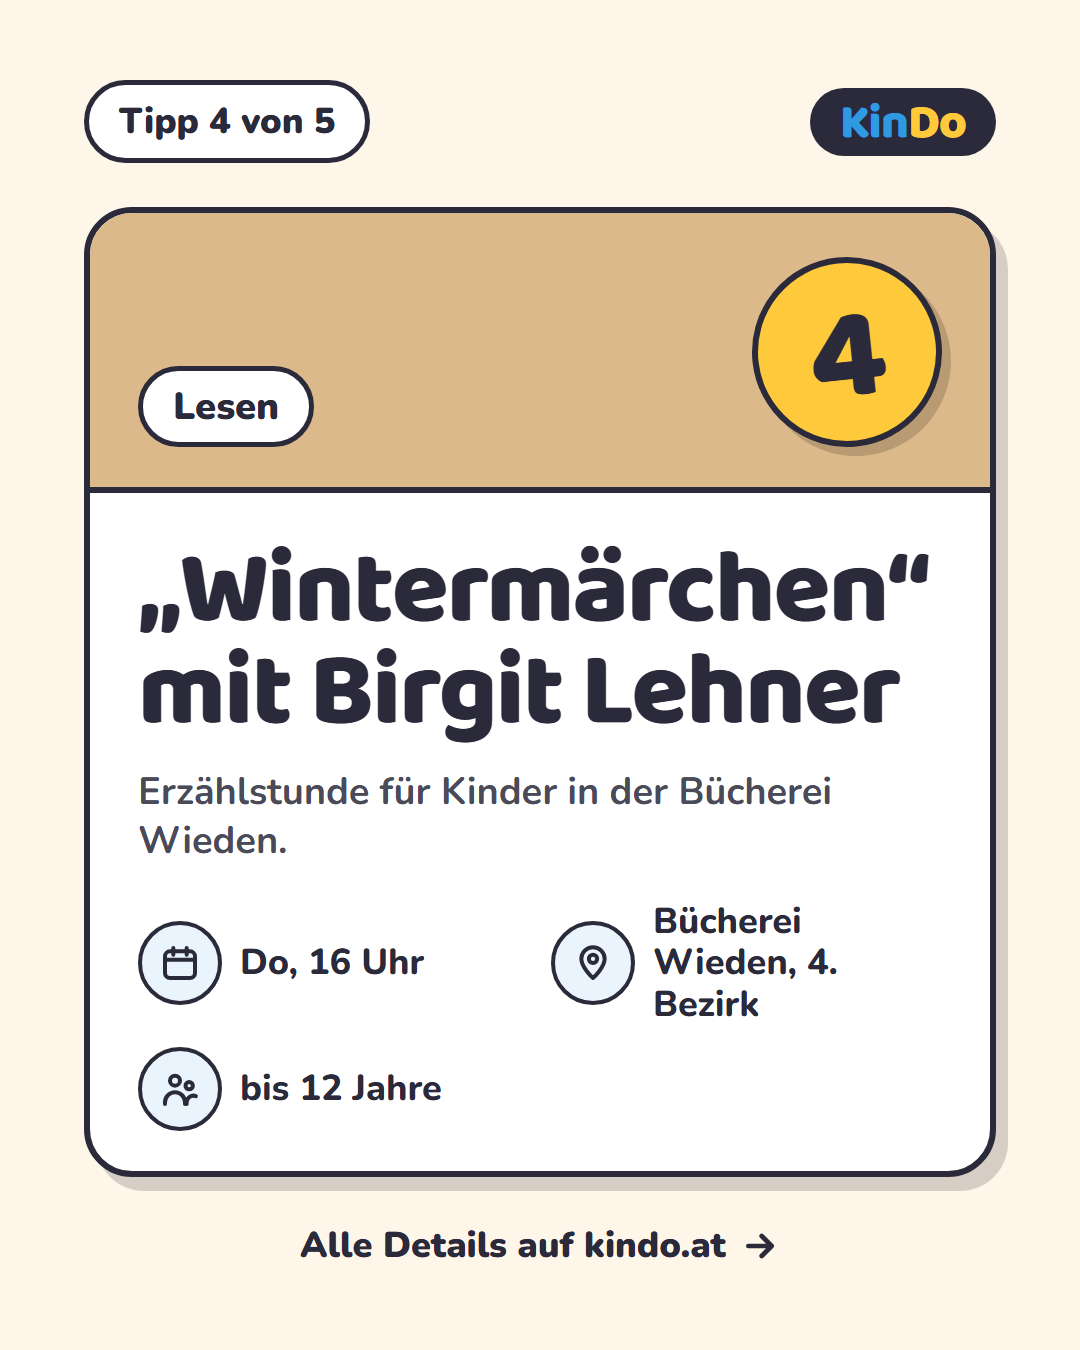 Tipp 4 von 5
KinDo
4
Lesen
„Wintermärchen“
mit Birgit Lehner
Erzählstunde für Kinder in der Bücherei
Wieden.
Do, 16 Uhr
Bücherei
Wieden, 4.
Bezirk
bis 12 Jahre
Alle Details auf kindo.at →